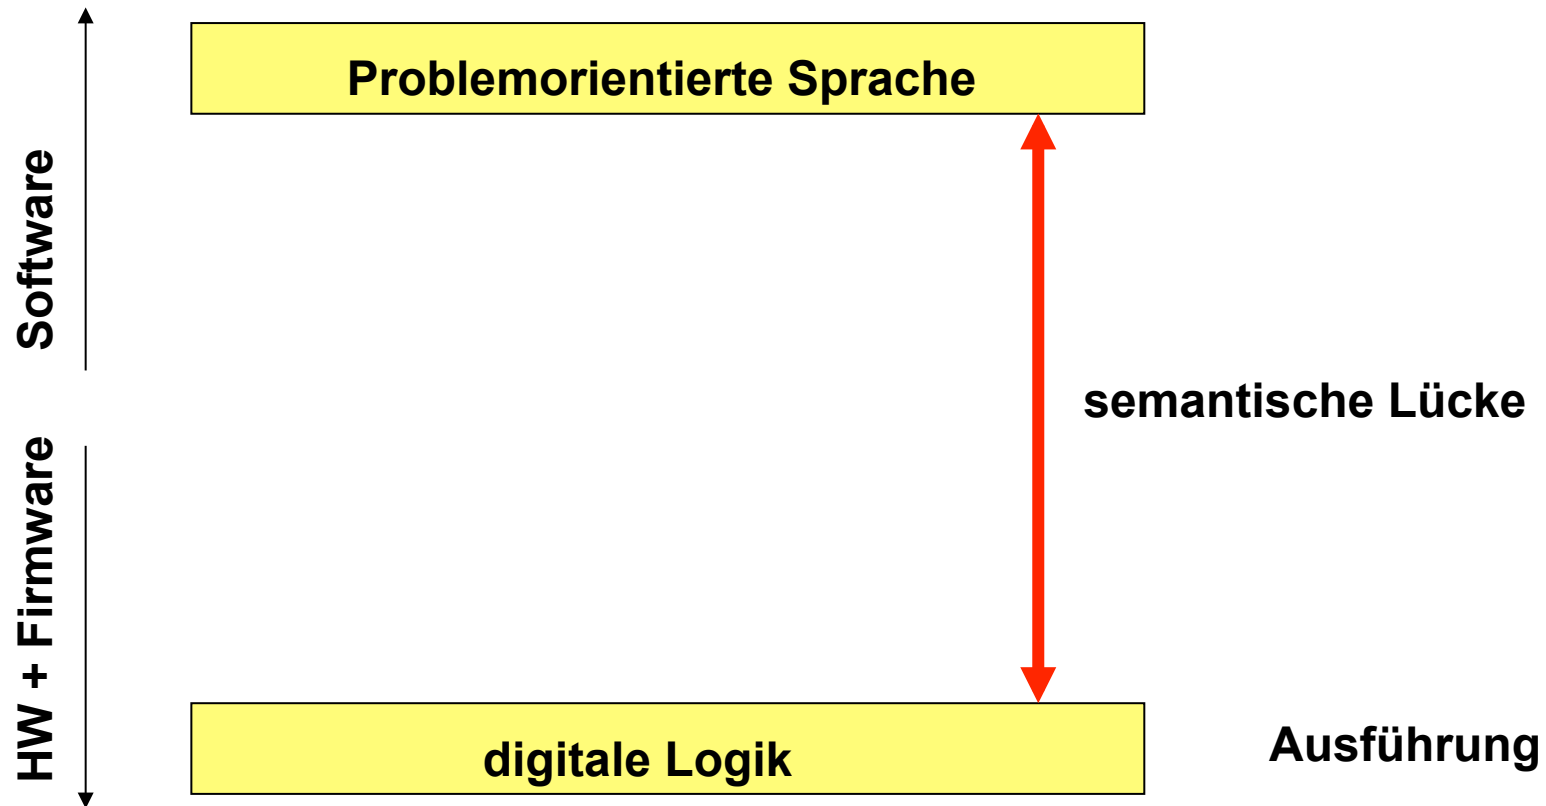 Problemorientierte Sprache
Software
semantische Lücke
HW + Firmware
digitale Logik
Ausführung